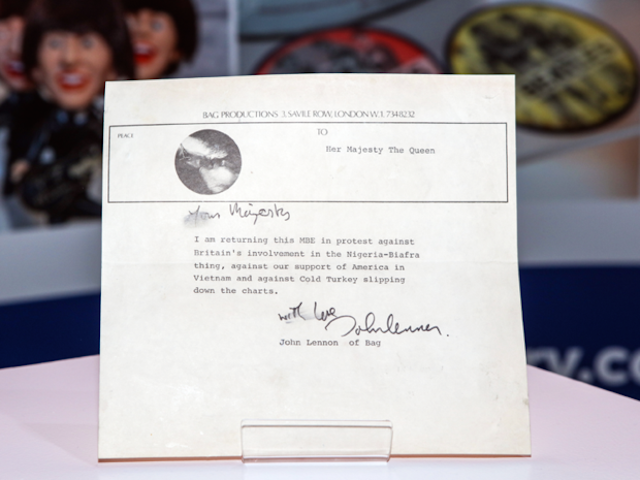 BAG PRODUCTIONS 3, SAVILE ROW, LONDON W.1. 734 8232
PEACE
TO
Her Majesty The Queen
Your Majesty
I am returning this MBE in protest against
Britain's involvement in the Nigeria-Biafra
thing, against our support of America in
Vietnam and against Cold Turkey slipping
down the charts.
with love
John Lennon.
John Lennon of Bag